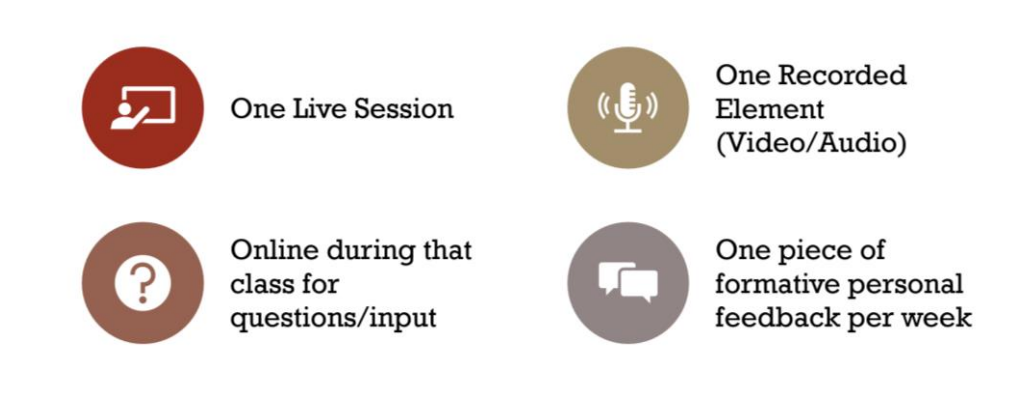 One Live Session
One Recorded
Element
(Video/Audio)
Online during that
class for
questions/input
One piece of
formative personal
feedback per week